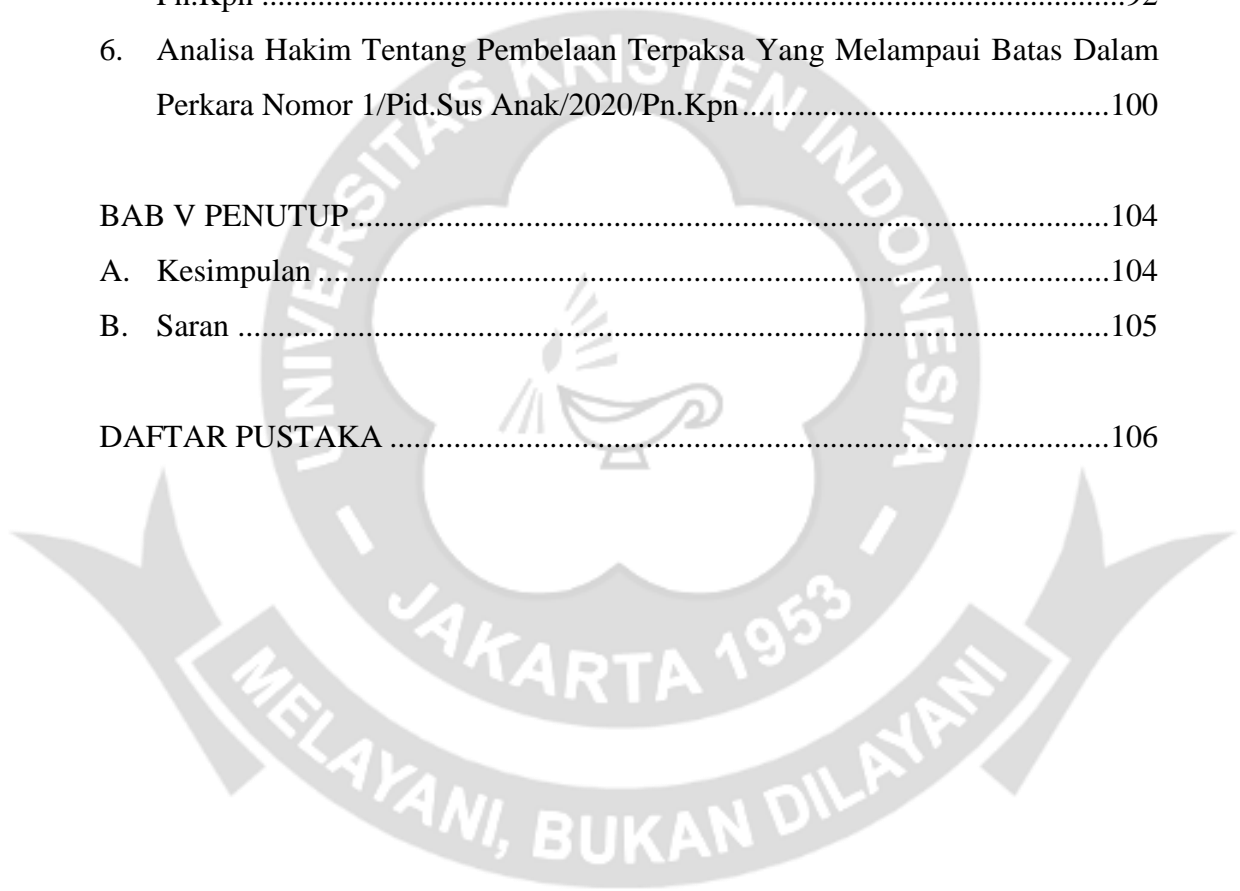 6. Analisa Hakim Tentang Pembelaan Terpaksa Yang Melampaui Batas Dalam
Perkara Nomor 1/Pid.Sus Anak/2020/Pn.Kpn.....................................100
BAB V PENUTUP.....................................................................................104
A. Kesimpulan .........................................................................................104
B. Saran ..................................................................................................105
DAFTAR PUSTAKA ................................................................................106
UNIVERSITAS KRISTEN INDONESIA
JAKARTA 1953
MELAYANI, BUKAN DILAYANI